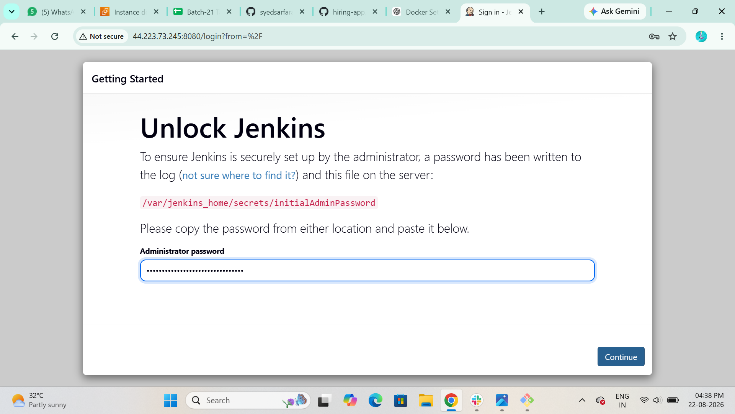 (5) Whats
Instance d
Batch-21
syedsarfar
hiring-app
Docker Se
Sign in - Je
Ask Gemini
Not secure
44.223.73.245:8080/login?from=%2F
Getting Started
Unlock Jenkins
To ensure Jenkins is securely set up by the administrator, a password has been written to
the log (not sure where to find it?) and this file on the server:
/var/jenkins_home/secrets/initialAdminPassword
Please copy the password from either location and paste it below.
Administrator password
Continue
32°C
Partly sunny
Search
ENG
IN
04:38 PM
22-08-2026